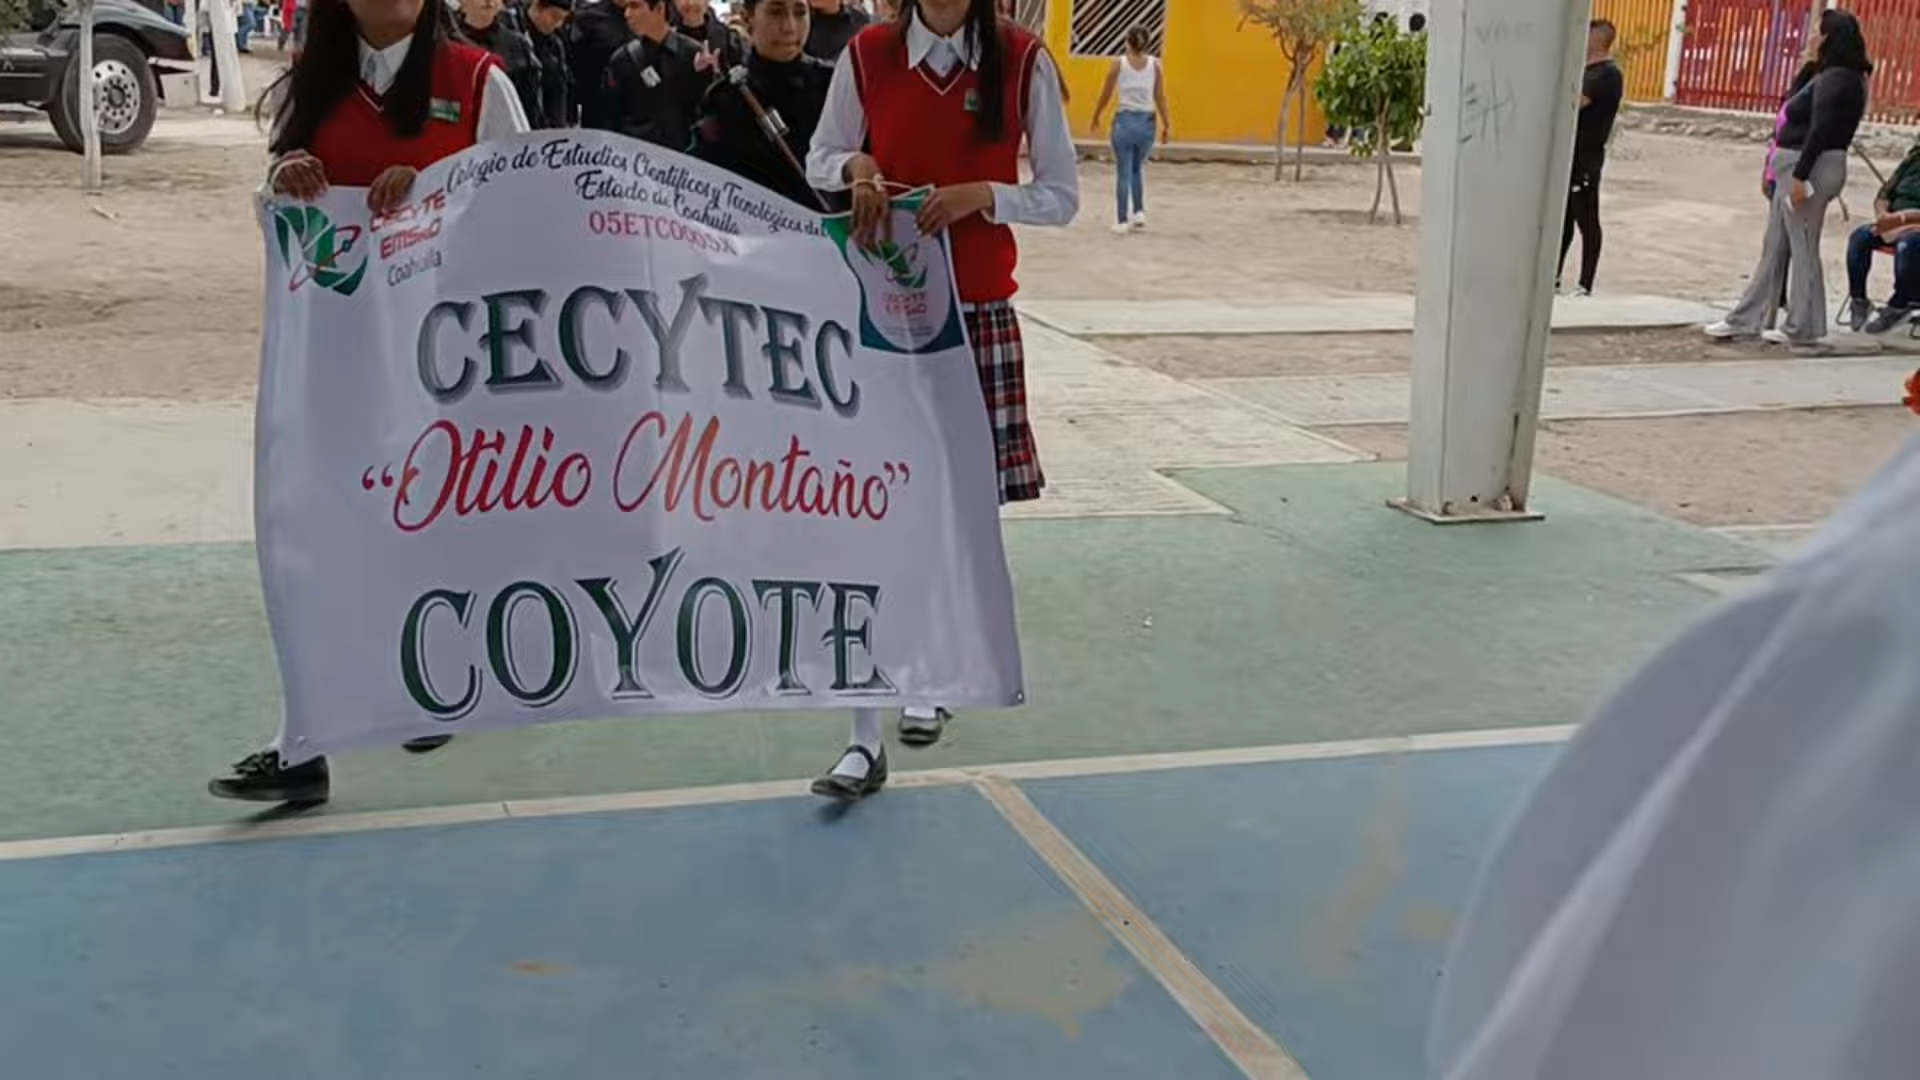 Colegio de Estudios Científicos y Tecnológicos del
Estado de Coahuila
CECYTE
EMSAD
Coahuila
CECYTEC
“Otilio Montaño”
COYOTE